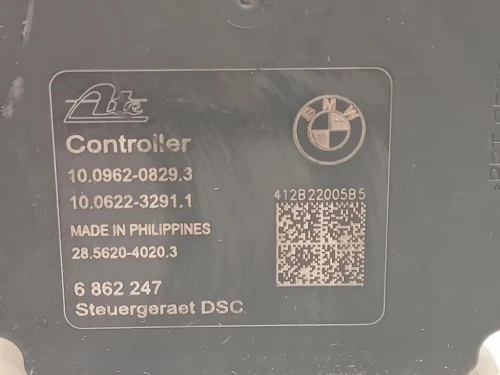 Ate
BMW
Controller
10.0962-0829.3
10.0622-3291.1
412B22005B5
MADE IN PHILIPPINES
28.5620-4020.3
6 862 247
Steuergeraet DSC